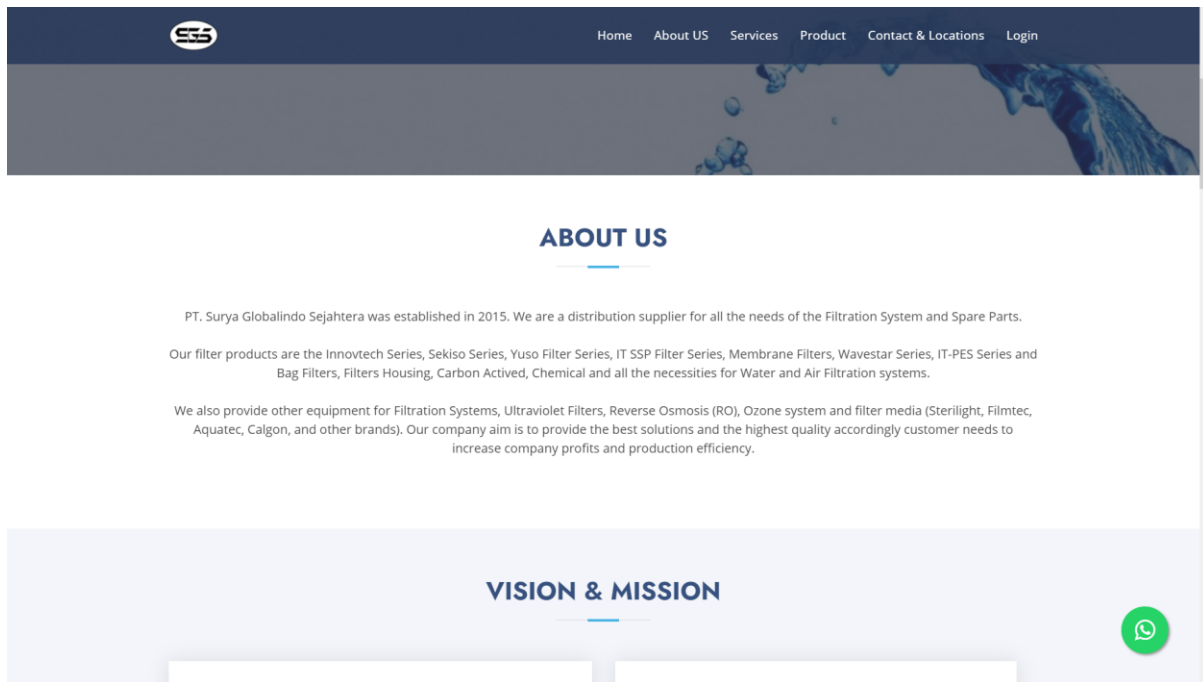 SGS
Home About US Services Product Contact & Locations Login
ABOUT US
PT. Surya Globalindo Sejahtera was established in 2015. We are a distribution supplier for all the needs of the Filtration System and Spare Parts.
Our filter products are the Innovtech Series, Sekiso Series, Yuso Filter Series, IT SSP Filter Series, Membrane Filters, Wavestar Series, IT-PES Series and
Bag Filters, Filters Housing, Carbon Actived, Chemical and all the necessities for Water and Air Filtration systems.
We also provide other equipment for Filtration Systems, Ultraviolet Filters, Reverse Osmosis (RO), Ozone system and filter media (Sterilight, Filmtec,
Aquatec, Calgon, and other brands). Our company aim is to provide the best solutions and the highest quality accordingly customer needs to
increase company profits and production efficiency.
VISION & MISSION